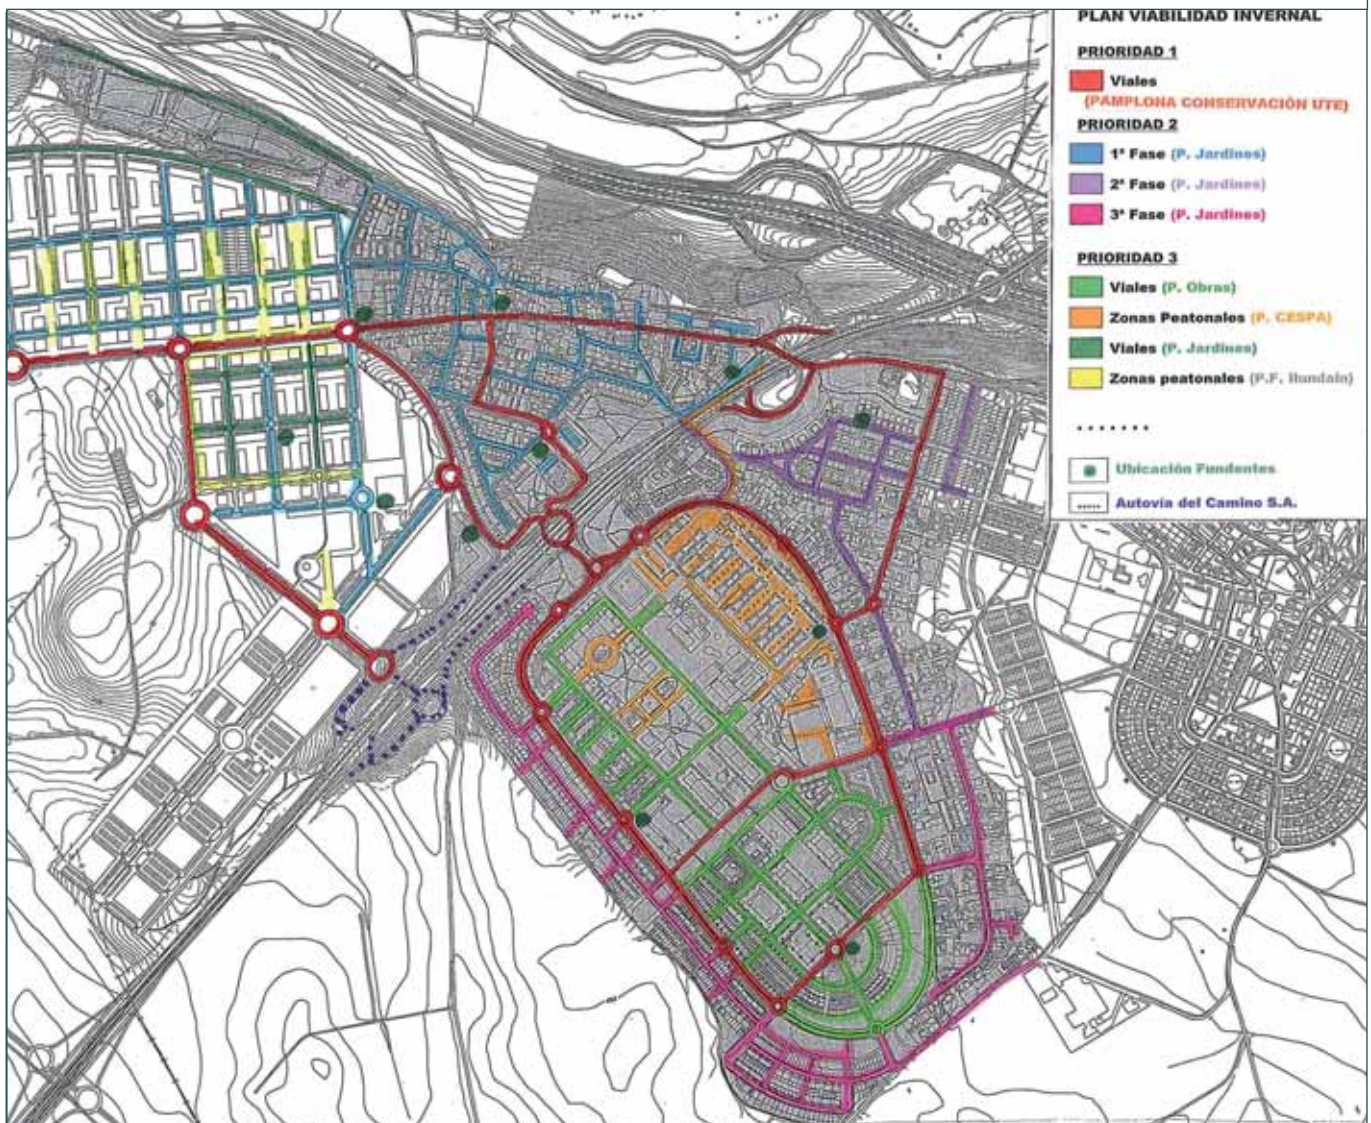 PLAN VIABILIDAD INVERNAL
PRIORIDAD 1
Viales
(PAMPLONA CONSERVACIÓN UTE)
PRIORIDAD 2
1ª Fase (P. Jardines)
2ª Fase (P. Jardines)
3ª Fase (P. Jardines)
PRIORIDAD 3
Viales (P. Obras)
Zonas Peatonales (P. CESPA)
Viales (P. Jardines)
Zonas peatonales (P.F. Ilundain)
Ubicación Fundentes
Autovía del Camino S.A.